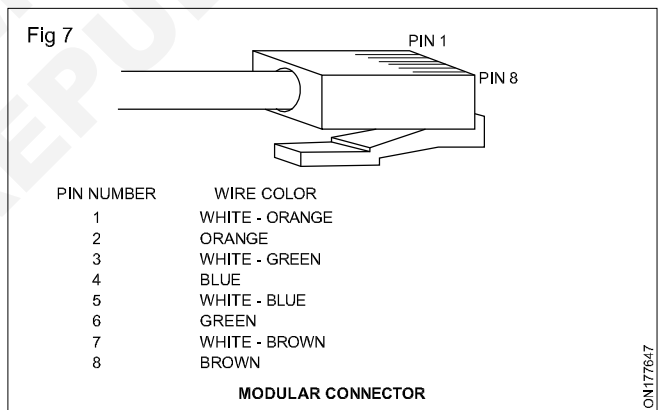 Fig 7
PIN 1
PIN 8
PIN NUMBER WIRE COLOR
1 WHITE - ORANGE
2 ORANGE
3 WHITE - GREEN
4 BLUE
5 WHITE - BLUE
6 GREEN
7 WHITE - BROWN
8 BROWN
MODULAR CONNECTOR
ON177647